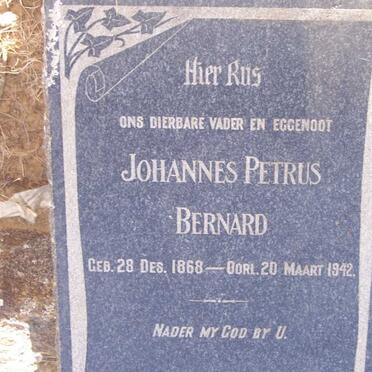 Hier Rus
ONS DIERBARE VADER EN EGGENOOT
JOHANNES PETRUS
BERNARD
GEB. 28 DES. 1868 — OORL. 20 MAART 1942.
NADER MY GOD BY U.